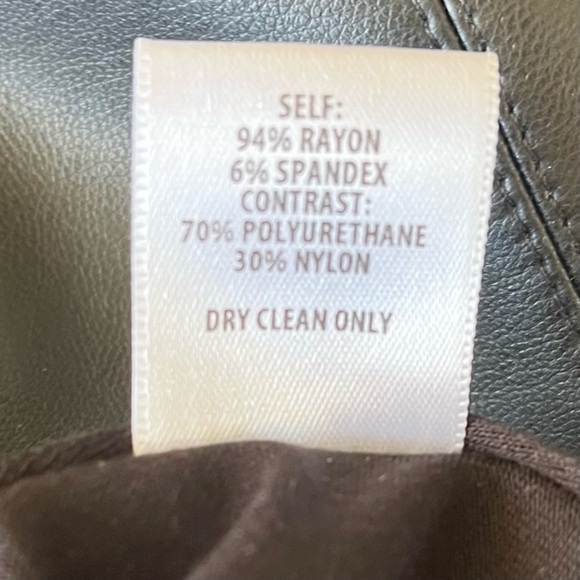 SELF:
94% RAYON
6% SPANDEX
CONTRAST:
70% POLYURETHANE
30% NYLON
DRY CLEAN ONLY